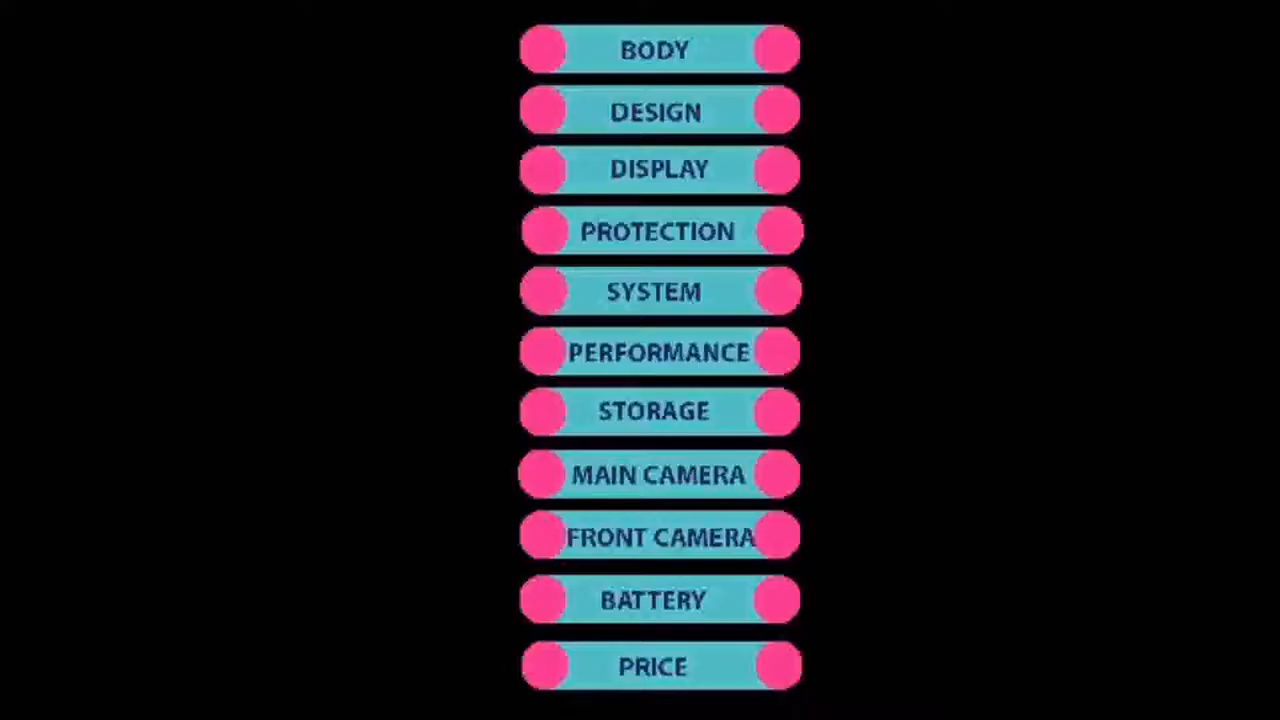 BODY
DESIGN
DISPLAY
PROTECTION
SYSTEM
PERFORMANCE
STORAGE
MAIN CAMERA
FRONT CAMERA
BATTERY
PRICE